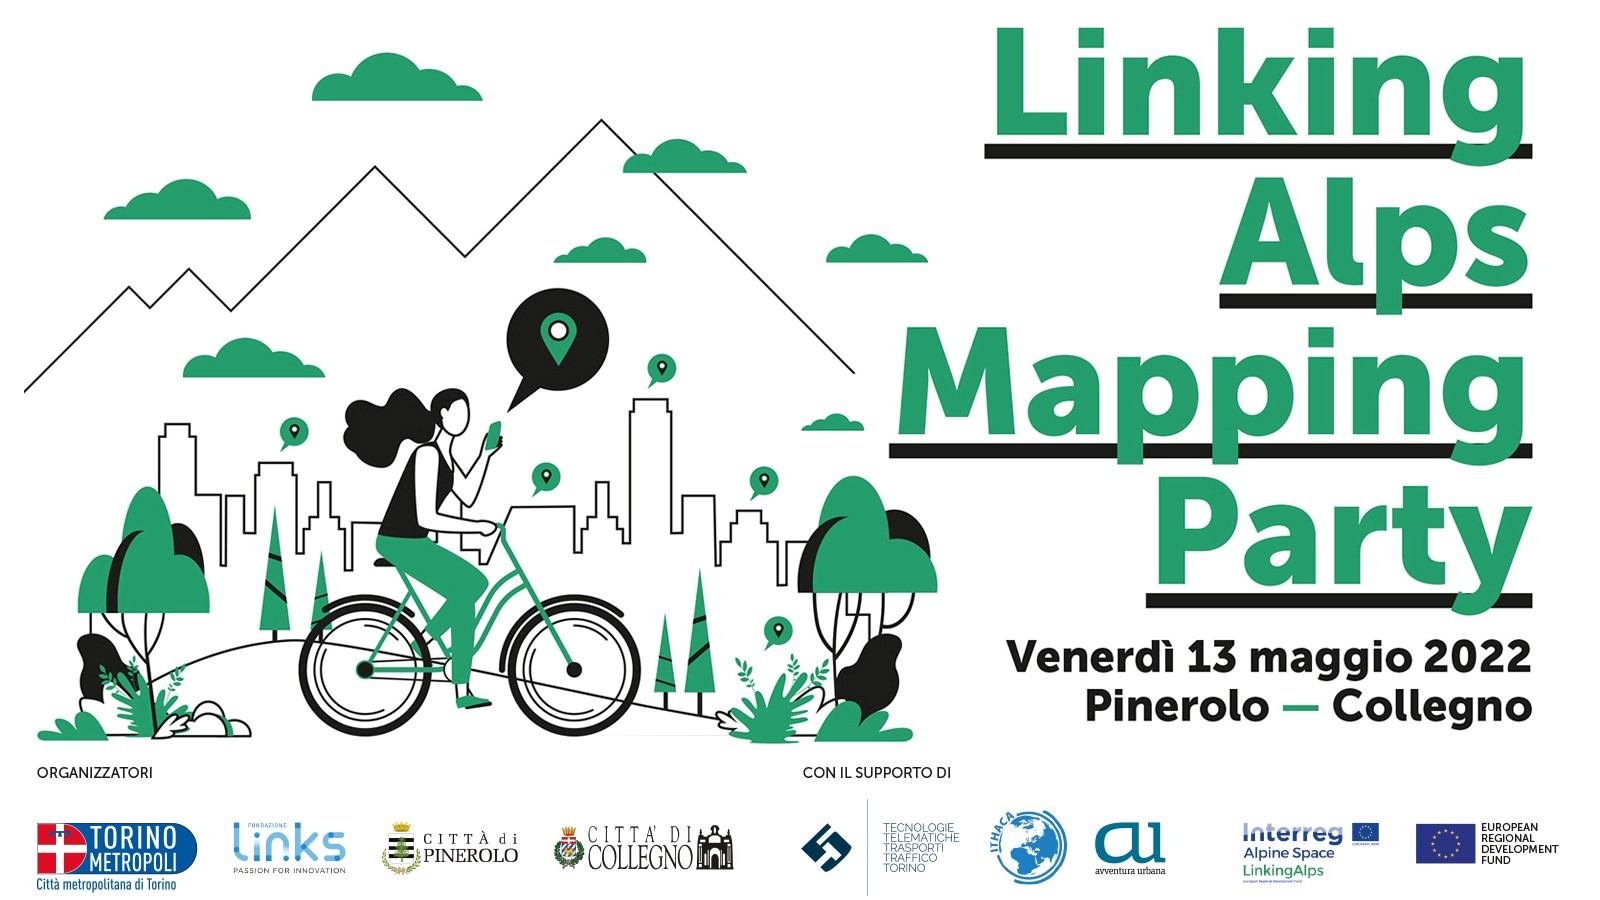 Linking
Alps
Mapping
Party
Venerdì 13 maggio 2022
Pinerolo — Collegno
ORGANIZZATORI
TORINO
METROPOLI
Città metropolitana di Torino
FONDAZIONE
links
PASSION FOR INNOVATION
CITTÀ di
PINEROLO
CITTA' DI
COLLEGNO
CON IL SUPPORTO DI
TECNOLOGIE
TELEMATICHE
TRASPORTI
TRAFFICO
TORINO
ITHACA
au
avventura urbana
Interreg
Alpine Space
LinkingAlps
European Regional Development Fund
EUROPEAN UNION
EUROPEAN
REGIONAL
DEVELOPMENT
FUND